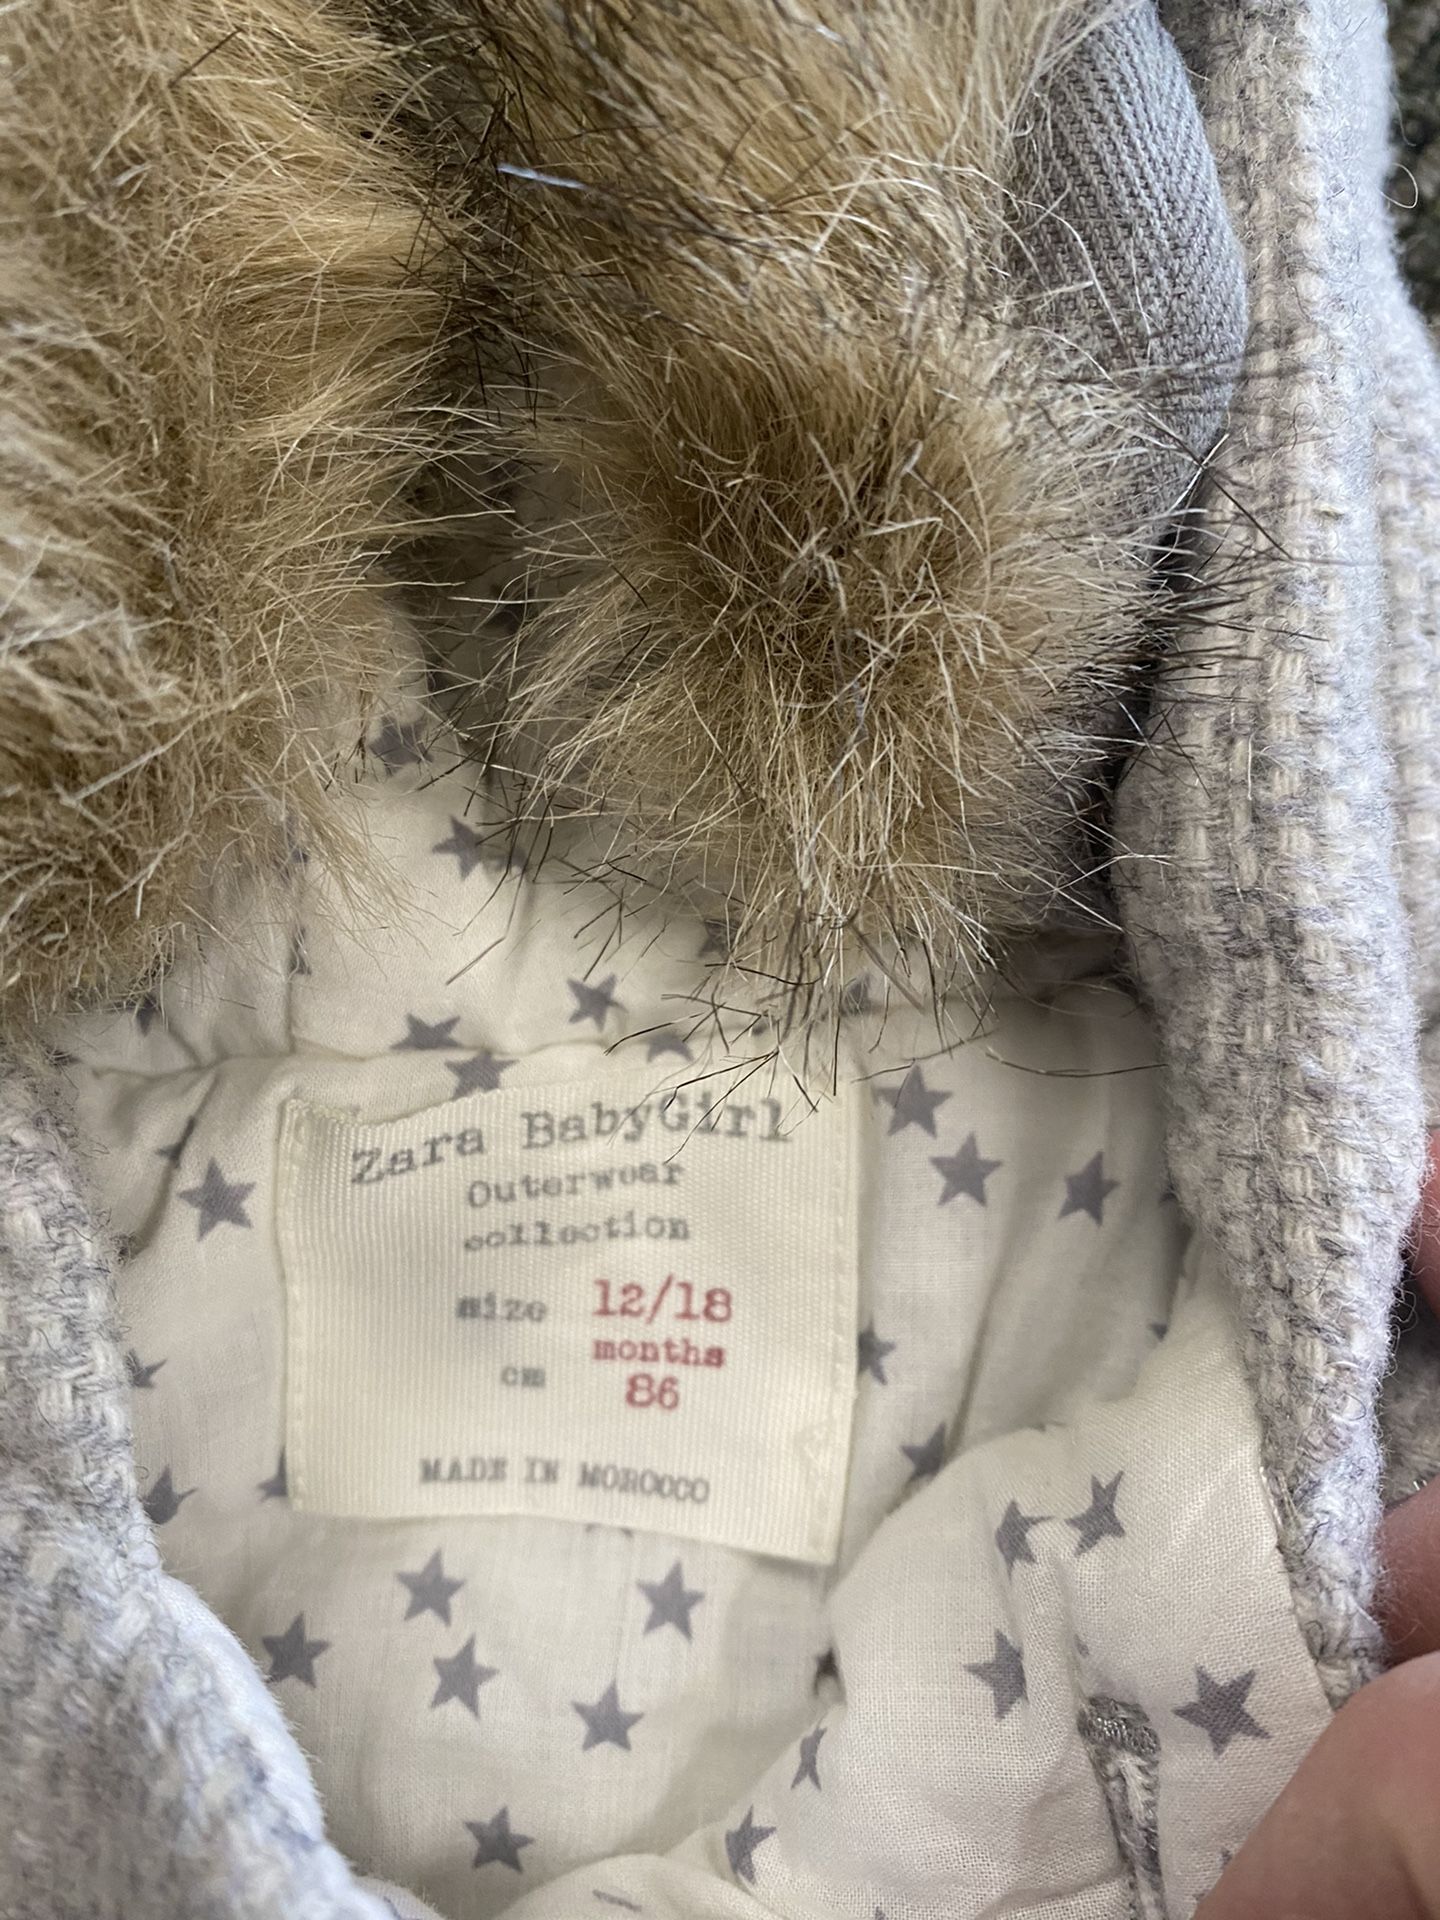 Zara BabyGirl
Outerwear
collection
size 12/18
months
cm 86
MADE IN MOROCCO